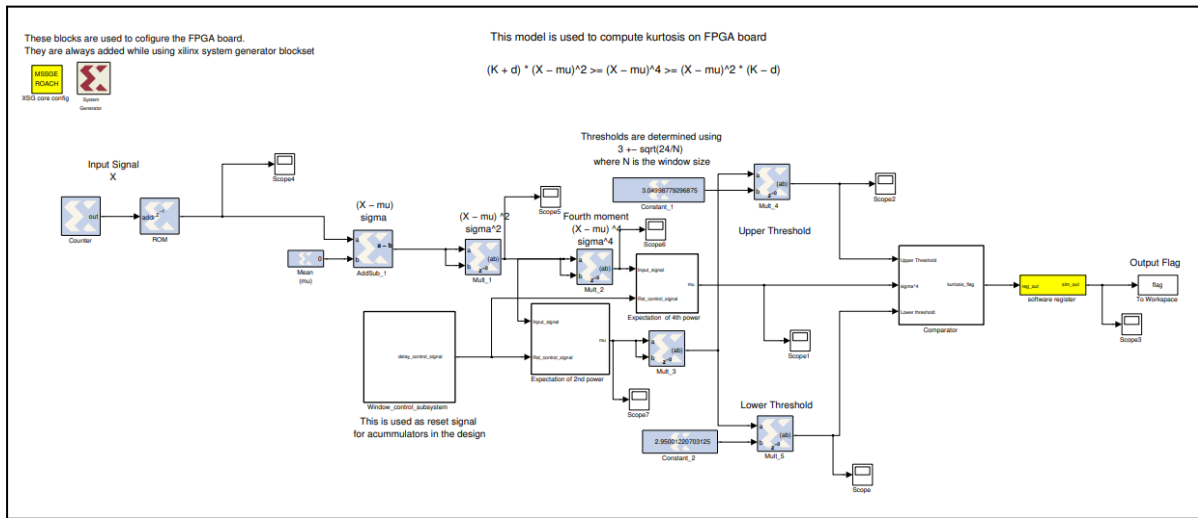 These blocks are used to cofigure the FPGA board.
They are always added while using xilinx system generator blockset
MSSGE
ROACH
XSG core config
System
Generator
This model is used to compute kurtosis on FPGA board
(K + d) * (X − mu)^2 >= (X − mu)^4 >= (X − mu)^2 * (K − d)
Input Signal
X
Scope4
out
Counter
addr
ROM
(X − mu)
sigma
a
b
a − b
AddSub_1
0
Mean
(mu)
(X − mu) ^2
sigma^2
a
b
(ab)
z^-0
Mult_1
Scope5
Fourth moment
(X − mu) ^4
sigma^4
a
b
(ab)
z^-0
Mult_2
Scope6
Thresholds are determined using
3 +− sqrt(24/N)
where N is the window size
3.04998779296875
Constant_1
a
b
(ab)
z^-0
Mult_4
Scope2
Upper Threshold
Input_signal
Rst_control_signal
mu
Expectation of 4th power
Input_signal
Rst_control_signal
mu
Expectation of 2nd power
delay_control_signal
Window_control_subsystem
This is used as reset signal
for acummulators in the design
a
b
(ab)
z^-0
Mult_3
Scope7
Scope1
Lower Threshold
2.95001220703125
Constant_2
a
b
(ab)
z^-0
Mult_5
Scope
Upper Threshold
sigma^4
Lower threshold
kurtosis_flag
Comparator
reg_out
sim_out
software register
Output Flag
flag
To Workspace
Scope3